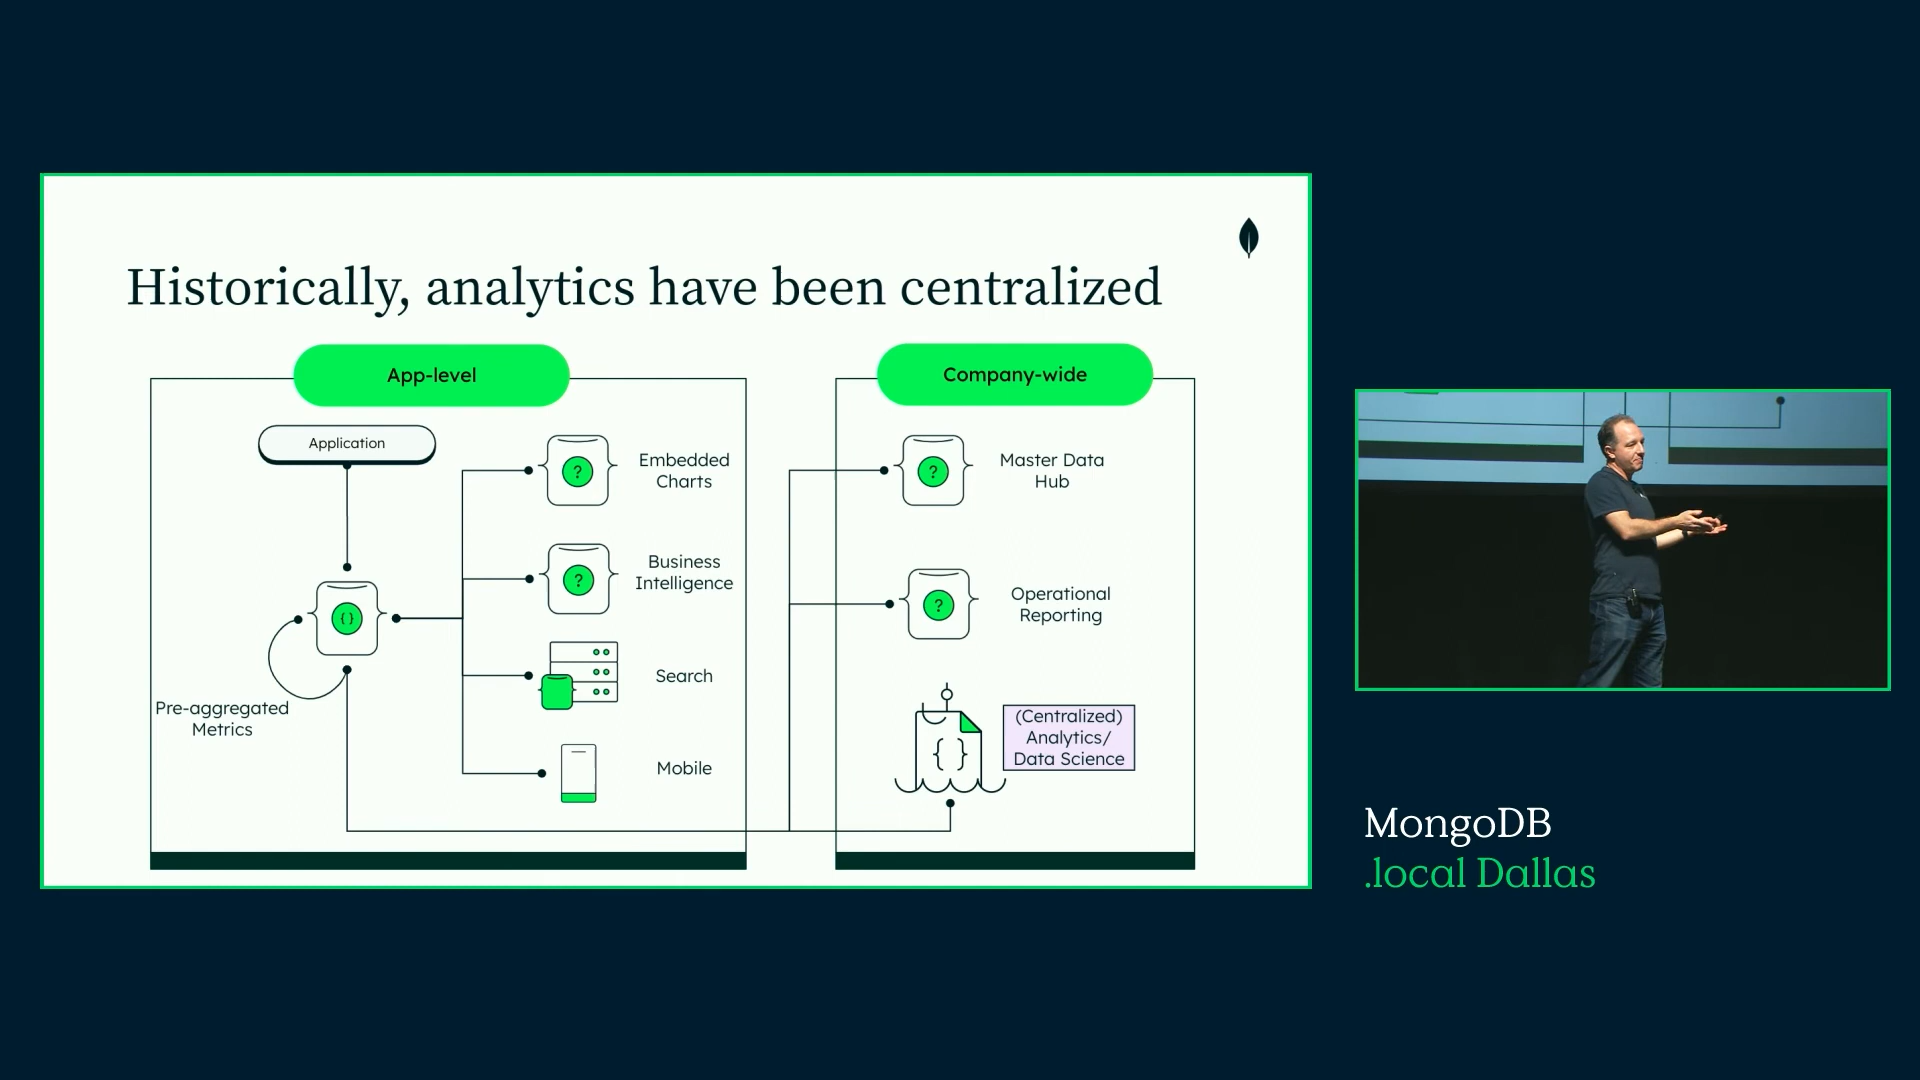 Historically, analytics have been centralized
App-level
Application
{ }
Pre-aggregated
Metrics
?
Embedded
Charts
?
Business
Intelligence
Search
Mobile
Company-wide
?
Master Data
Hub
?
Operational
Reporting
{ }
(Centralized)
Analytics/
Data Science
MongoDB
.local Dallas